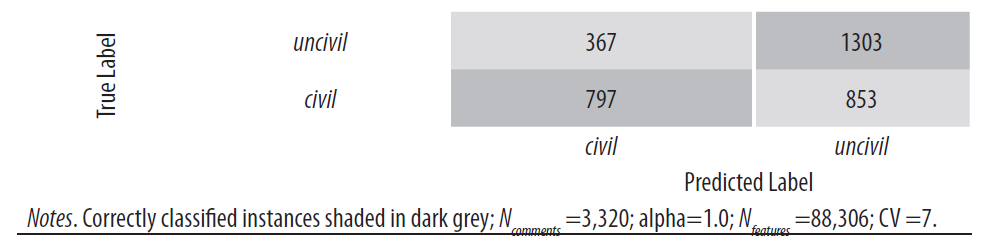 True Label
uncivil 367 1303
civil 797 853
civil uncivil
Predicted Label
Notes. Correctly classified instances shaded in dark grey; N comments =3,320; alpha=1.0; N features =88,306; CV =7.